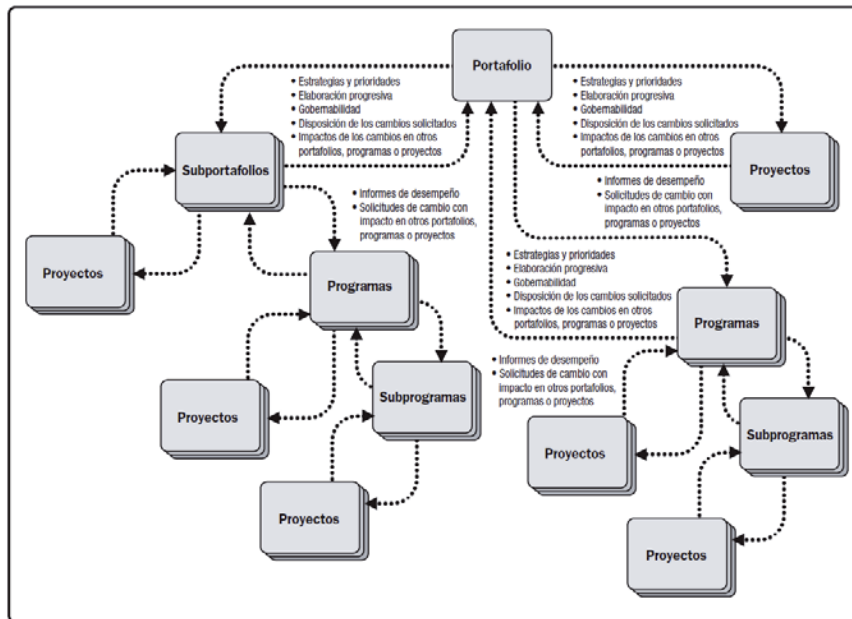 Portafolio
• Estrategias y prioridades
• Elaboración progresiva
• Gobernabilidad
• Disposición de los cambios solicitados
• Impactos de los cambios en otros
portafolios, programas o proyectos
• Estrategias y prioridades
• Elaboración progresiva
• Gobernabilidad
• Disposición de los cambios solicitados
• Impactos de los cambios en otros
portafolios, programas o proyectos
Subportafolios
Proyectos
• Informes de desempeño
• Solicitudes de cambio con
impacto en otros portafolios,
programas o proyectos
• Informes de desempeño
• Solicitudes de cambio con
impacto en otros portafolios,
programas o proyectos
Proyectos
Programas
• Estrategias y prioridades
• Elaboración progresiva
• Gobernabilidad
• Disposición de los cambios solicitados
• Impactos de los cambios en otros
portafolios, programas o proyectos
Programas
• Informes de desempeño
• Solicitudes de cambio con
impacto en otros portafolios,
programas o proyectos
Proyectos
Subprogramas
Proyectos
Subprogramas
Proyectos
Proyectos